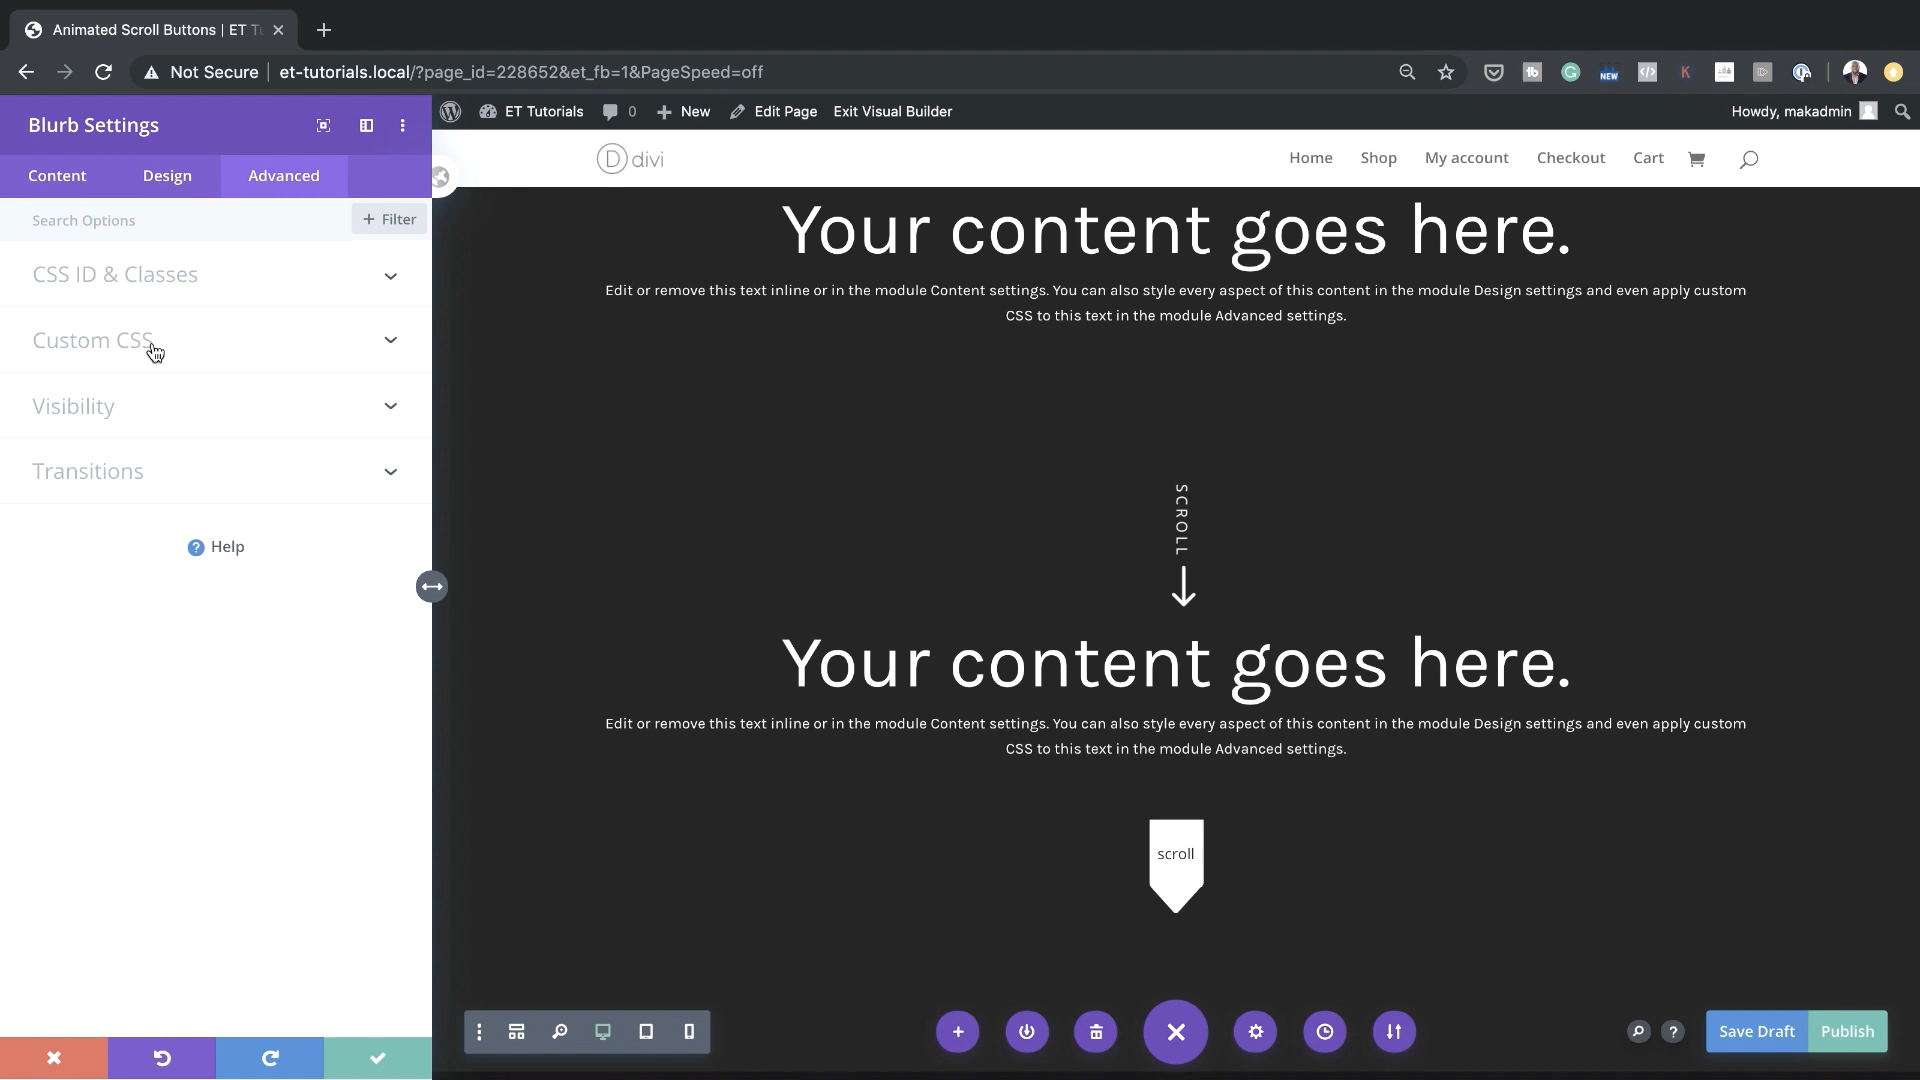 Animated Scroll Buttons | ET T
Not Secure
et-tutorials.local/?page_id=228652&et_fb=1&PageSpeed=off
NEW
K
Blurb Settings
ET Tutorials
0
New
Edit Page
Exit Visual Builder
Howdy, makadmin
Content
Design
Advanced
D divi
Home
Shop
My account
Checkout
Cart
Search Options
+ Filter
CSS ID & Classes
Custom CSS
Visibility
Transitions
? Help
Your content goes here.
Edit or remove this text inline or in the module Content settings. You can also style every aspect of this content in the module Design settings and even apply custom
CSS to this text in the module Advanced settings.
SCROLL
Your content goes here.
Edit or remove this text inline or in the module Content settings. You can also style every aspect of this content in the module Design settings and even apply custom
CSS to this text in the module Advanced settings.
scroll
?
Save Draft
Publish